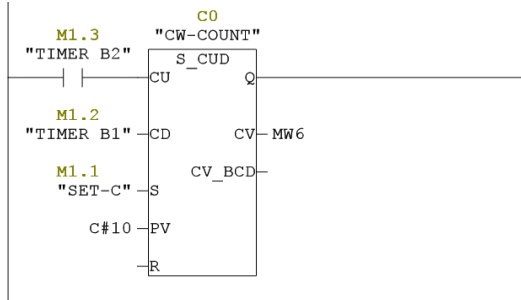 C0
M1.3 "CW-COUNT"
"TIMER B2" S_CUD
CU Q
M1.2
"TIMER B1" CD CV MW6
M1.1 CV_BCD
"SET-C" S
C#10 PV
R